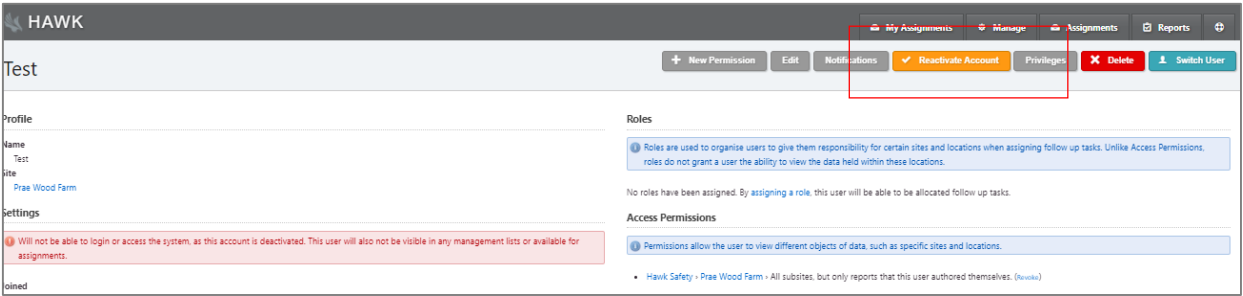 HAWK
My Assignments
Manage
Assignments
Reports
Test
New Permission
Edit
Notifications
Reactivate Account
Privileges
Delete
Switch User
Profile
Name
Test
Site
Prae Wood Farm
Settings
Will not be able to login or access the system, as this account is deactivated. This user will also not be visible in any management lists or available for
assignments.
Joined
Roles
Roles are used to organise users to give them responsibility for certain sites and locations when assigning follow up tasks. Unlike Access Permissions,
roles do not grant a user the ability to view the data held within these locations.
No roles have been assigned. By assigning a role, this user will be able to be allocated follow up tasks.
Access Permissions
Permissions allow the user to view different objects of data, such as specific sites and locations.
Hawk Safety › Prae Wood Farm › All subsites, but only reports that this user authored themselves. (Revoke)